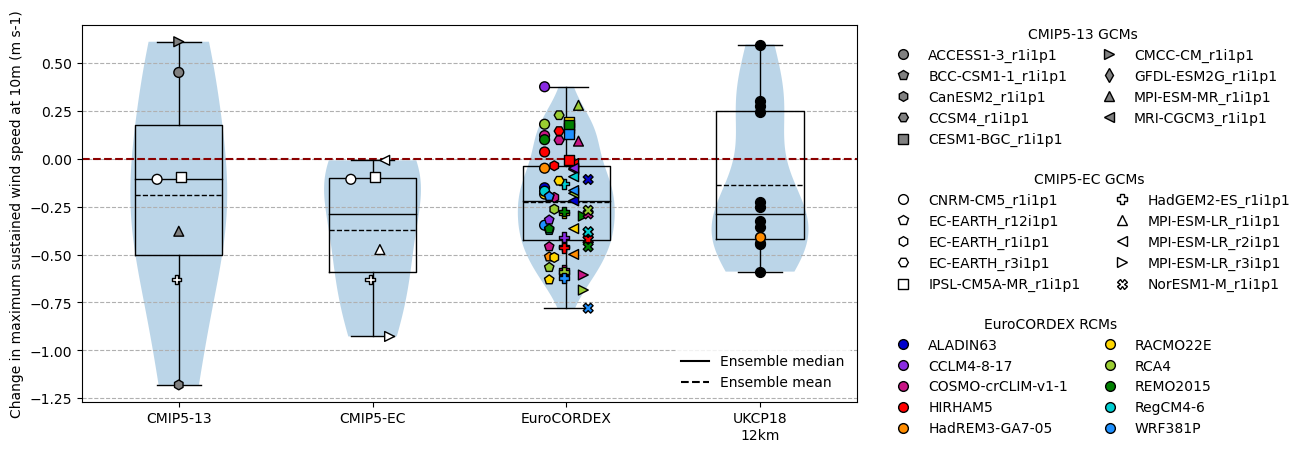 Change in maximum sustained wind speed at 10m (m s-1)
0.50
0.25
0.00
−0.25
−0.50
−0.75
−1.00
−1.25
CMIP5-13
CMIP5-EC
EuroCORDEX
UKCP18
12km
Ensemble median
Ensemble mean
CMIP5-13 GCMs
ACCESS1-3_r1i1p1
BCC-CSM1-1_r1i1p1
CanESM2_r1i1p1
CCSM4_r1i1p1
CESM1-BGC_r1i1p1
CMCC-CM_r1i1p1
GFDL-ESM2G_r1i1p1
MPI-ESM-MR_r1i1p1
MRI-CGCM3_r1i1p1
CMIP5-EC GCMs
CNRM-CM5_r1i1p1
EC-EARTH_r12i1p1
EC-EARTH_r1i1p1
EC-EARTH_r3i1p1
IPSL-CM5A-MR_r1i1p1
HadGEM2-ES_r1i1p1
MPI-ESM-LR_r1i1p1
MPI-ESM-LR_r2i1p1
MPI-ESM-LR_r3i1p1
NorESM1-M_r1i1p1
EuroCORDEX RCMs
ALADIN63
CCLM4-8-17
COSMO-crCLIM-v1-1
HIRHAM5
HadREM3-GA7-05
RACMO22E
RCA4
REMO2015
RegCM4-6
WRF381P